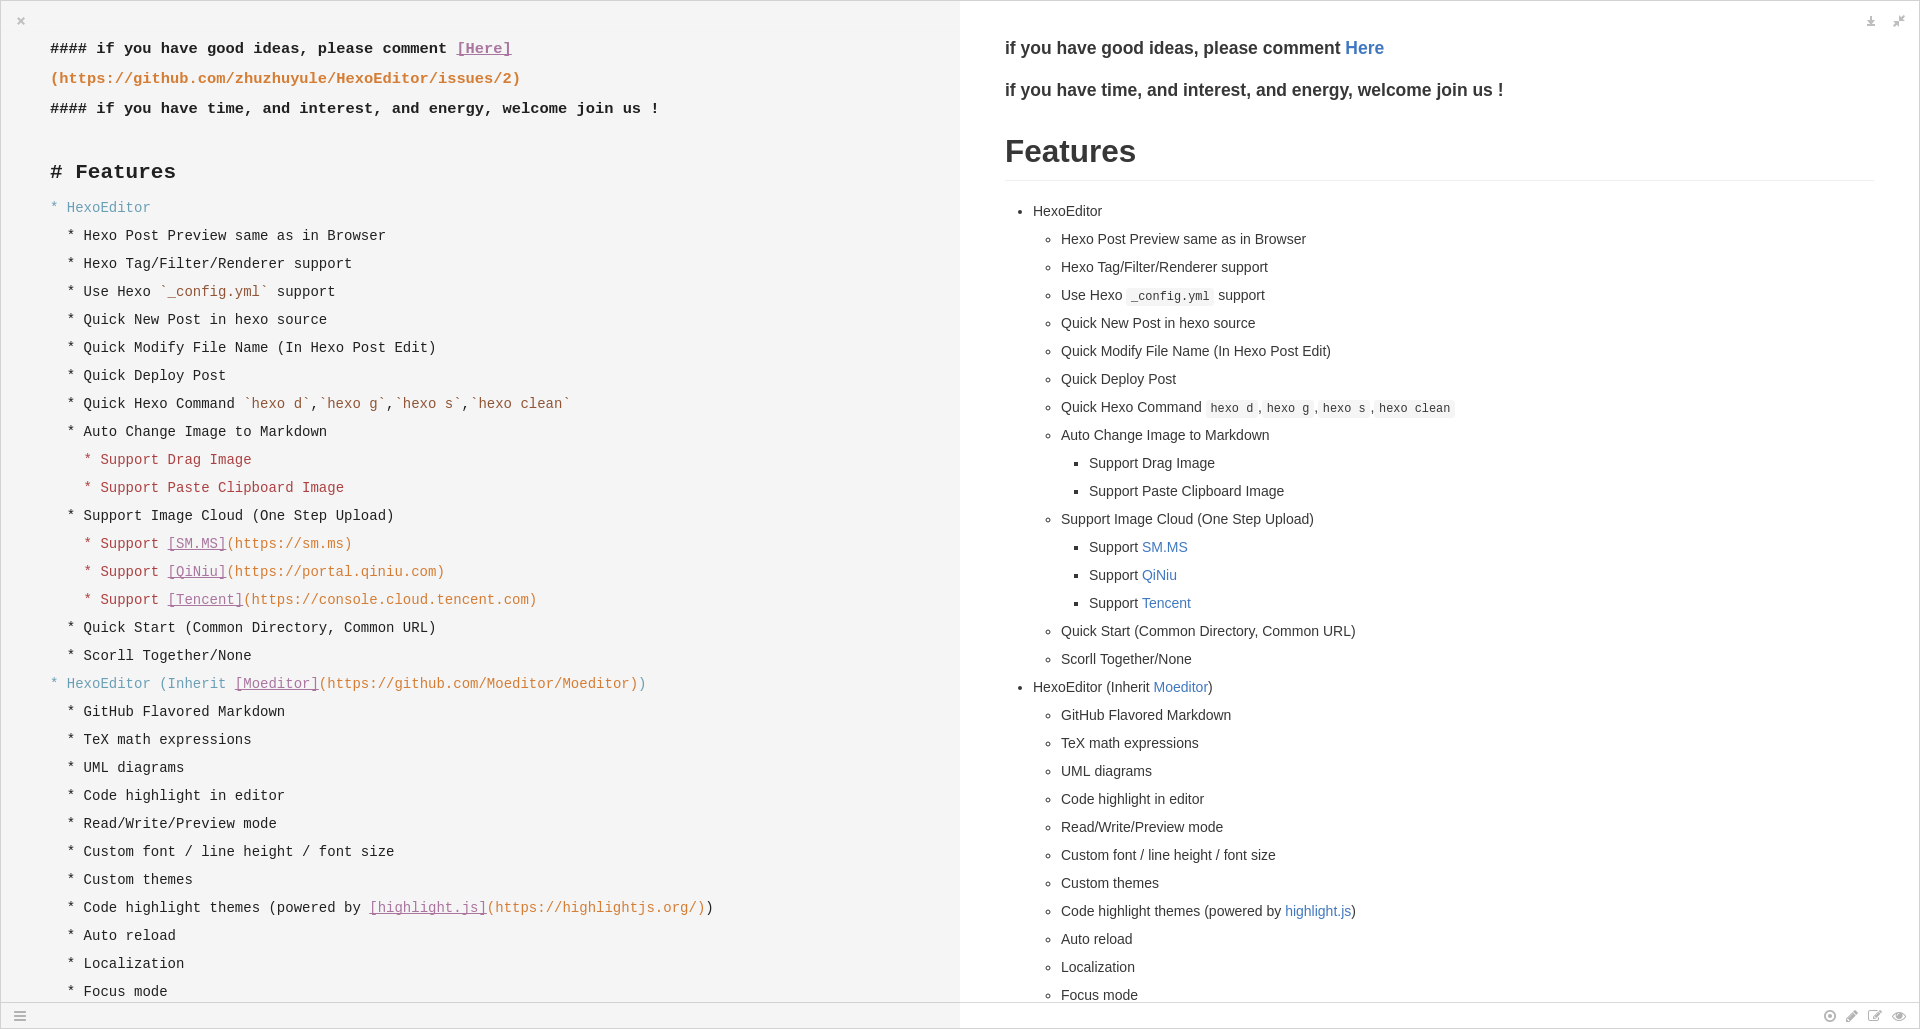 #### if you have good ideas, please comment [Here]
(https://github.com/zhuzhuyule/HexoEditor/issues/2)
#### if you have time, and interest, and energy, welcome join us !
# Features
* HexoEditor
* Hexo Post Preview same as in Browser
* Hexo Tag/Filter/Renderer support
* Use Hexo `_config.yml` support
* Quick New Post in hexo source
* Quick Modify File Name (In Hexo Post Edit)
* Quick Deploy Post
* Quick Hexo Command `hexo d`,`hexo g`,`hexo s`,`hexo clean`
* Auto Change Image to Markdown
* Support Drag Image
* Support Paste Clipboard Image
* Support Image Cloud (One Step Upload)
* Support [SM.MS](https://sm.ms)
* Support [QiNiu](https://portal.qiniu.com)
* Support [Tencent](https://console.cloud.tencent.com)
* Quick Start (Common Directory, Common URL)
* Scorll Together/None
* HexoEditor (Inherit [Moeditor](https://github.com/Moeditor/Moeditor))
* GitHub Flavored Markdown
* TeX math expressions
* UML diagrams
* Code highlight in editor
* Read/Write/Preview mode
* Custom font / line height / font size
* Custom themes
* Code highlight themes (powered by [highlight.js](https://highlightjs.org/))
* Auto reload
* Localization
* Focus mode
if you have good ideas, please comment Here
if you have time, and interest, and energy, welcome join us !
Features
HexoEditor
Hexo Post Preview same as in Browser
Hexo Tag/Filter/Renderer support
Use Hexo _config.yml support
Quick New Post in hexo source
Quick Modify File Name (In Hexo Post Edit)
Quick Deploy Post
Quick Hexo Command hexo d , hexo g , hexo s , hexo clean
Auto Change Image to Markdown
Support Drag Image
Support Paste Clipboard Image
Support Image Cloud (One Step Upload)
Support SM.MS
Support QiNiu
Support Tencent
Quick Start (Common Directory, Common URL)
Scorll Together/None
HexoEditor (Inherit Moeditor)
GitHub Flavored Markdown
TeX math expressions
UML diagrams
Code highlight in editor
Read/Write/Preview mode
Custom font / line height / font size
Custom themes
Code highlight themes (powered by highlight.js)
Auto reload
Localization
Focus mode